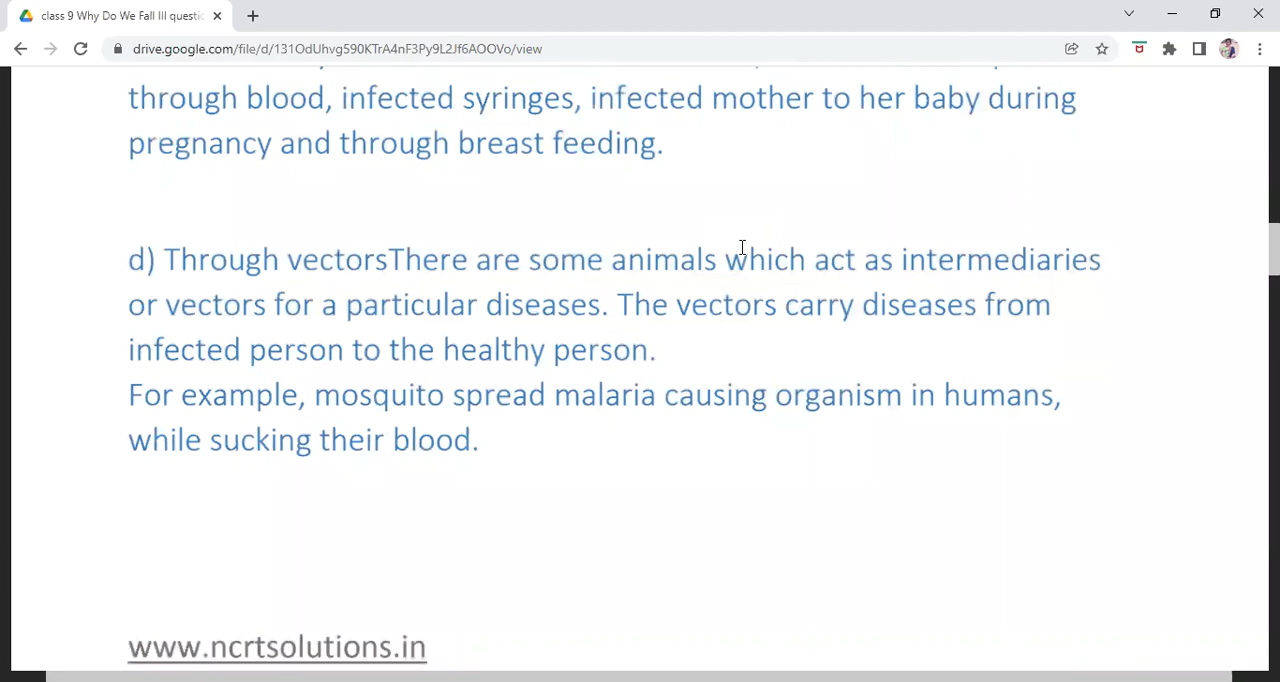 class 9 Why Do We Fall Ill questic
drive.google.com/file/d/131OdUhvg590KTrA4nF3Py9L2Jf6AOOVo/view
through blood, infected syringes, infected mother to her baby during
pregnancy and through breast feeding.
d) Through vectorsThere are some animals which act as intermediaries
or vectors for a particular diseases. The vectors carry diseases from
infected person to the healthy person.
For example, mosquito spread malaria causing organism in humans,
while sucking their blood.
www.ncrtsolutions.in